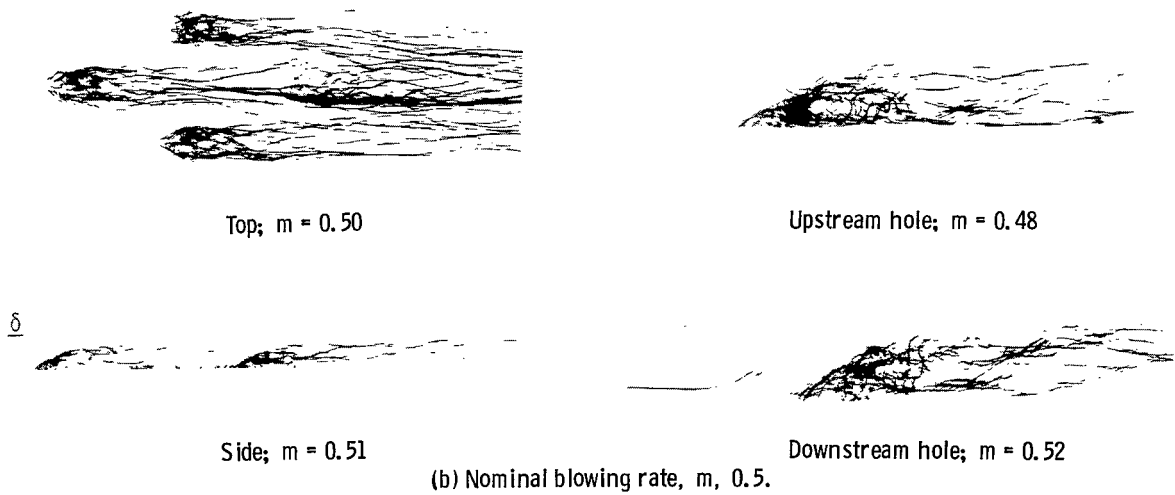 Top; m = 0.50
Upstream hole; m = 0.48
δ
Side; m = 0.51
Downstream hole; m = 0.52
(b) Nominal blowing rate, m, 0.5.